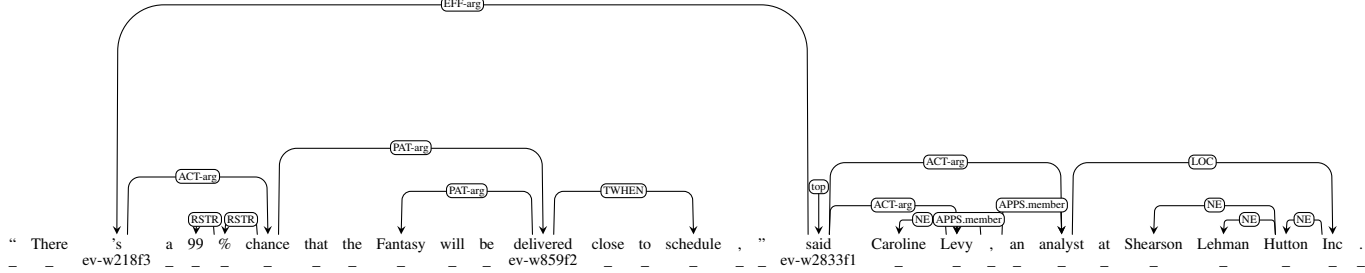 EFF-arg
PAT-arg
ACT-arg LOC
ACT-arg PAT-arg TWHEN top
ACT-arg NE APPS.member
RSTR RSTR NE APPS.member NE NE
“ There 's a 99 % chance that the Fantasy will be delivered close to schedule , ” said Caroline Levy , an analyst at Shearson Lehman Hutton Inc .
ev-w218f3 ev-w859f2 ev-w2833f1
_ _ _ _ _ _ _ _ _ _ _ _ _ _ _ _ _ _ _ _ _ _ _ _ _ _ _ _ _ _